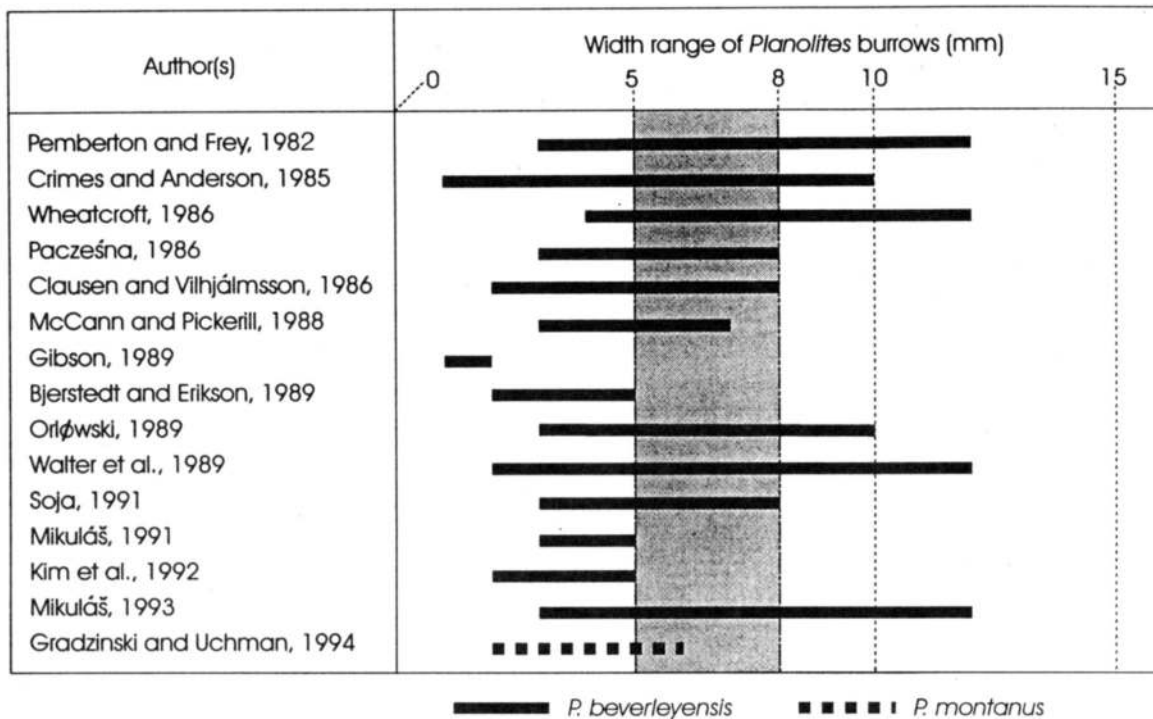 Author(s)
Width range of Planolites burrows (mm)
0 5 8 10 15
Pemberton and Frey, 1982
Crimes and Anderson, 1985
Wheatcroft, 1986
Pacześna, 1986
Clausen and Vilhjálmsson, 1986
McCann and Pickerill, 1988
Gibson, 1989
Bjerstedt and Erikson, 1989
Orløwski, 1989
Walter et al., 1989
Soja, 1991
Mikuláš, 1991
Kim et al., 1992
Mikuláš, 1993
Gradzinski and Uchman, 1994
P. beverleyensis P. montanus